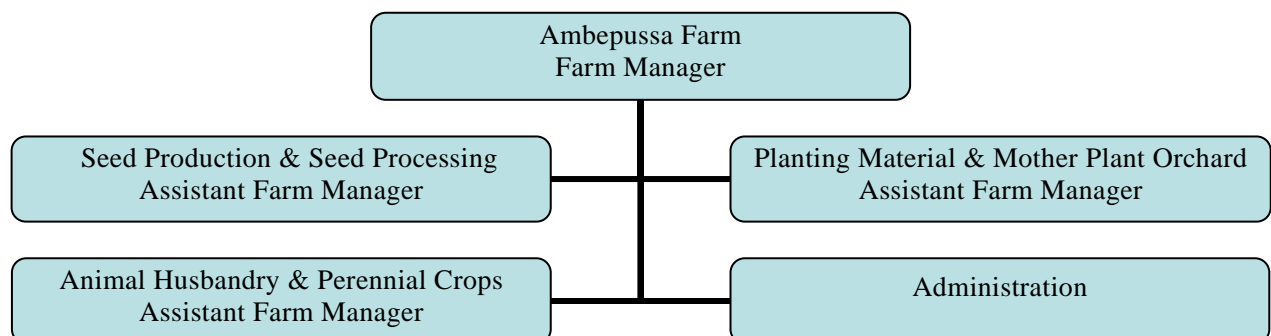 Ambepussa Farm
Farm Manager
Seed Production & Seed Processing
Assistant Farm Manager
Planting Material & Mother Plant Orchard
Assistant Farm Manager
Animal Husbandry & Perennial Crops
Assistant Farm Manager
Administration